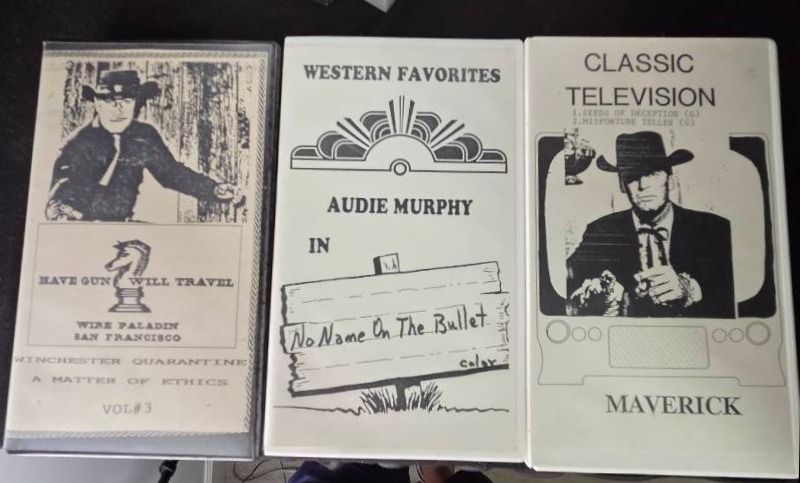 HAVE GUN WILL TRAVEL
WIRE PALADIN
SAN FRANCISCO
WINCHESTER QUARANTINE
A MATTER OF ETHICS
VOL#3
WESTERN FAVORITES
AUDIE MURPHY
IN
No Name On The Bullet
color
CLASSIC
TELEVISION
1.SEEDS OF DECEPTION (G)
2.MISFORTUNE TELLER (G)
MAVERICK